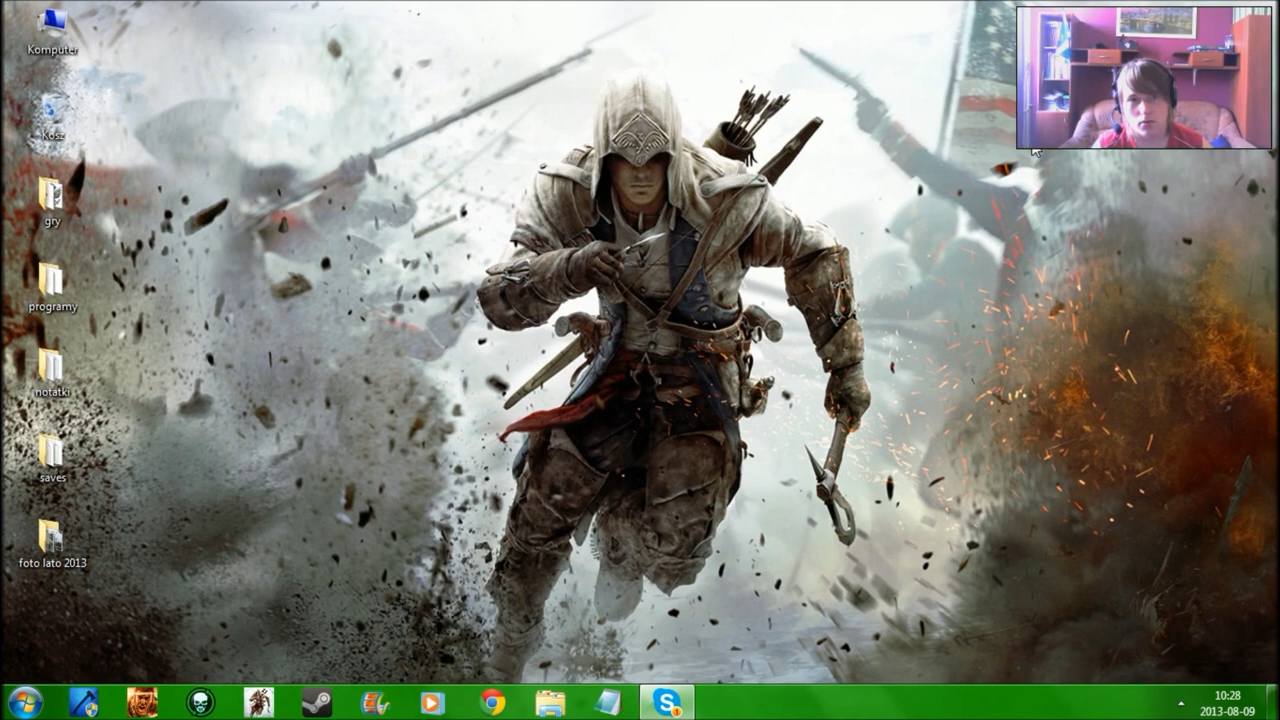 Komputer
Kosz
gry
programy
notatki
saves
foto lato 2013
10:28
2013-08-09